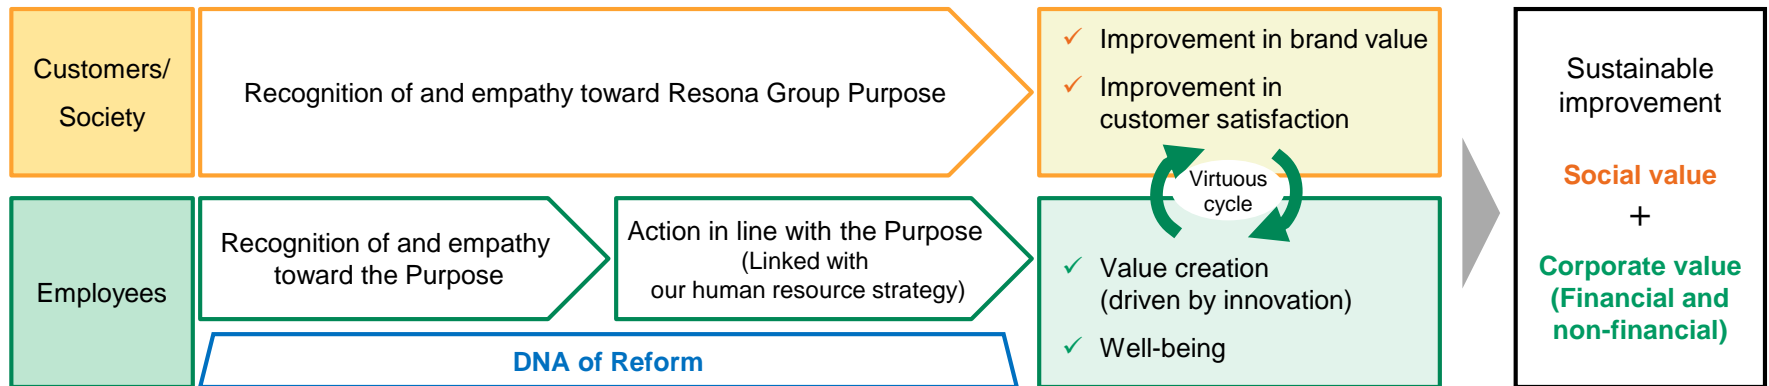 Customers/
Society
Recognition of and empathy toward Resona Group Purpose
✓ Improvement in brand value
✓ Improvement in
customer satisfaction
Virtuous
cycle
Employees
Recognition of and empathy
toward the Purpose
Action in line with the Purpose
(Linked with
our human resource strategy)
✓ Value creation
(driven by innovation)
✓ Well-being
DNA of Reform
Sustainable
improvement
Social value
+
Corporate value
(Financial and
non-financial)